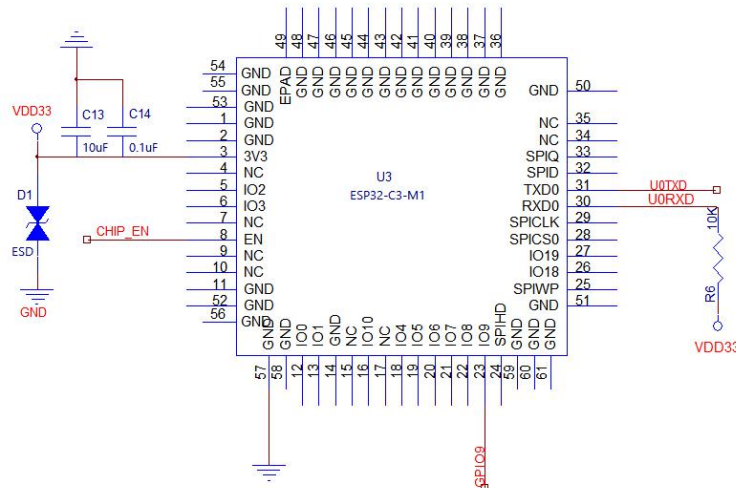 49 48 47 46 45 44 43 42 41 40 39 38 37 36
EPAD GND GND GND GND GND GND GND GND GND GND GND GND GND
54 GND
55 GND
53 GND
1 GND
2 GND
3 3V3
4 NC
5 IO2
6 IO3
7 NC
8 EN
9 NC
10 NC
11 GND
52 GND
56 GND
VDD33
C13
10uF
C14
0.1uF
D1
ESD
GND
CHIP_EN
U3
ESP32-C3-M1
GND 50
NC 35
NC 34
SPIQ 33
SPID 32
TXD0 31
RXD0 30
SPICLK 29
SPICS0 28
IO19 27
IO18 26
SPIWP 25
GND 51
U0TXD
U0RXD
10K
R6
VDD33
GND GND IO0 IO1 GND NC IO10 NC IO4 IO5 IO6 IO7 IO8 IO9 SPIHD GND GND GND
57 58 12 13 14 15 16 17 18 19 20 21 22 23 24 59 60 61
GPIO9